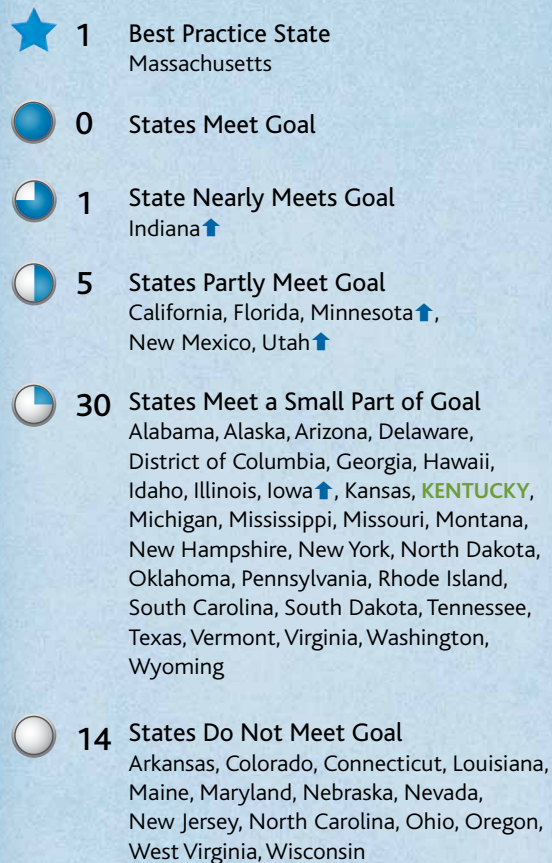 1 Best Practice State
Massachusetts
0 States Meet Goal
1 State Nearly Meets Goal
Indiana⬆
5 States Partly Meet Goal
California, Florida, Minnesota⬆,
New Mexico, Utah⬆
30 States Meet a Small Part of Goal
Alabama, Alaska, Arizona, Delaware,
District of Columbia, Georgia, Hawaii,
Idaho, Illinois, Iowa⬆, Kansas, KENTUCKY,
Michigan, Mississippi, Missouri, Montana,
New Hampshire, New York, North Dakota,
Oklahoma, Pennsylvania, Rhode Island,
South Carolina, South Dakota, Tennessee,
Texas, Vermont, Virginia, Washington,
Wyoming
14 States Do Not Meet Goal
Arkansas, Colorado, Connecticut, Louisiana,
Maine, Maryland, Nebraska, Nevada,
New Jersey, North Carolina, Ohio, Oregon,
West Virginia, Wisconsin